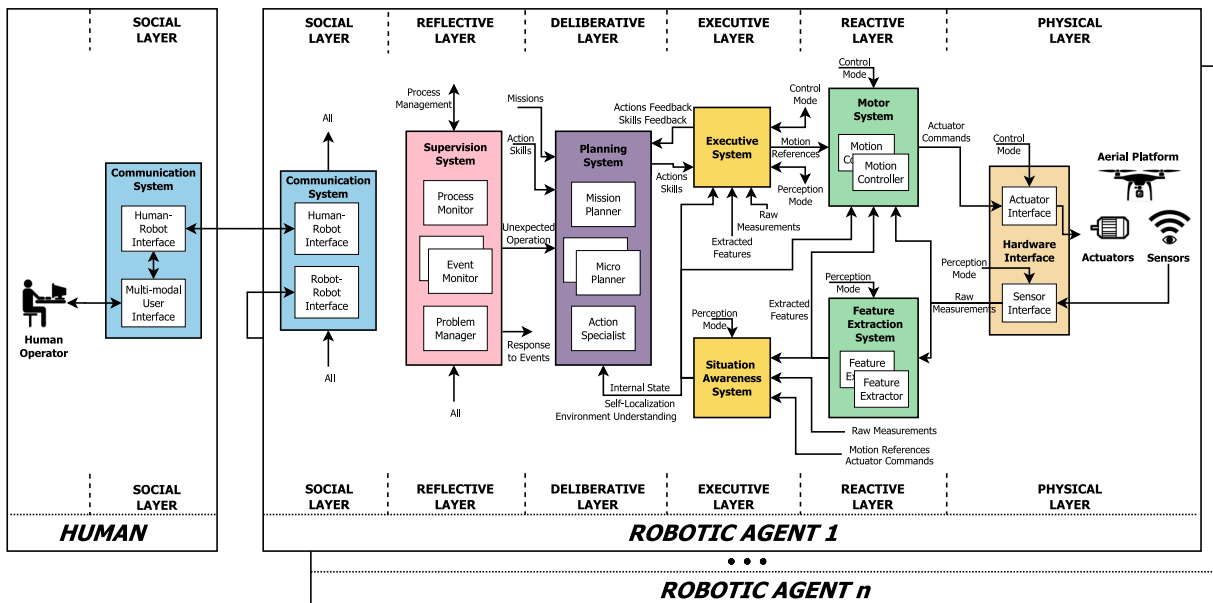 SOCIAL
LAYER
SOCIAL
LAYER
REFLECTIVE
LAYER
DELIBERATIVE
LAYER
EXECUTIVE
LAYER
REACTIVE
LAYER
PHYSICAL
LAYER
Communication
System
Human-
Robot
Interface
Multi-modal
User
Interface
Human
Operator
All
Communication
System
Human-
Robot
Interface
Robot-
Robot
Interface
All
Process
Management
Supervision
System
Process
Monitor
Event
Monitor
Problem
Manager
All
Missions
Action
Skills
Unexpected
Operation
Response
to Events
Planning
System
Mission
Planner
Micro
Planner
Action
Specialist
Internal State
Self-Localization
Environment Understanding
Actions Feedback
Skills Feedback
Actions
Skills
Executive
System
Control
Mode
Motion
References
Perception
Mode
Raw
Measurements
Extracted
Features
Perception
Mode
Situation
Awareness
System
Raw Measurements
Motion References
Actuator Commands
Control
Mode
Motor
System
Motion
Motion
Controller
Extracted
Features
Perception
Mode
Feature
Extraction
System
Feature
Feature
Extractor
Actuator
Commands
Control
Mode
Actuator
Interface
Hardware
Interface
Perception
Mode
Sensor
Interface
Raw
Measurements
Aerial Platform
Actuators
Sensors
SOCIAL
LAYER
SOCIAL
LAYER
REFLECTIVE
LAYER
DELIBERATIVE
LAYER
EXECUTIVE
LAYER
REACTIVE
LAYER
PHYSICAL
LAYER
HUMAN
ROBOTIC AGENT 1
• • •
ROBOTIC AGENT n